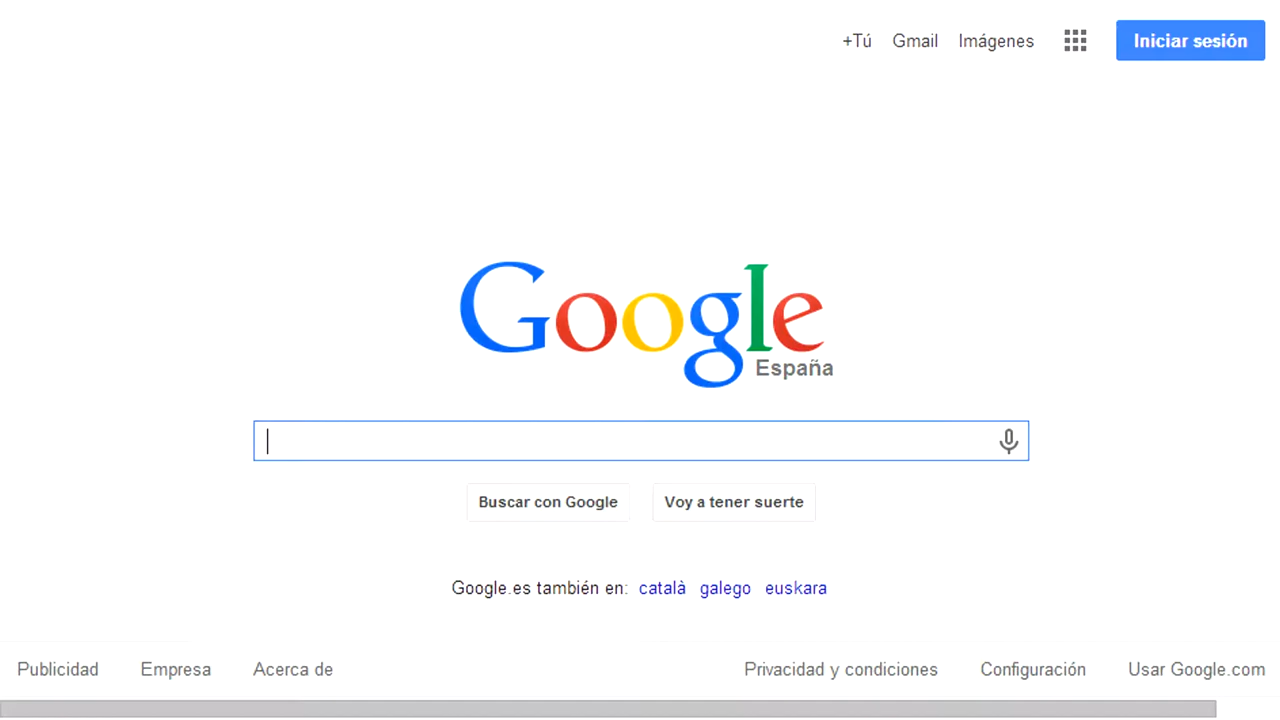 +Tú Gmail Imágenes Iniciar sesión
Google
España
Buscar con Google Voy a tener suerte
Google.es también en: català galego euskara
Publicidad Empresa Acerca de Privacidad y condiciones Configuración Usar Google.com